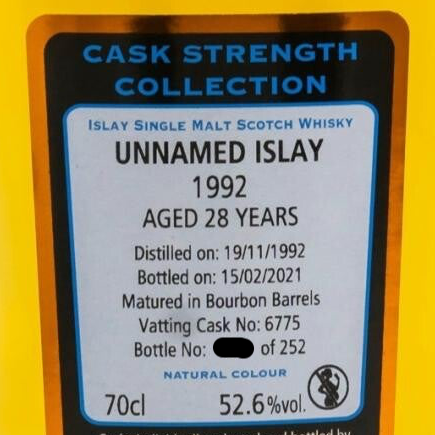 CASK STRENGTH
COLLECTION
ISLAY SINGLE MALT SCOTCH WHISKY
UNNAMED ISLAY
1992
AGED 28 YEARS
Distilled on: 19/11/1992
Bottled on: 15/02/2021
Matured in Bourbon Barrels
Vatting Cask No: 6775
Bottle No: of 252
NATURAL COLOUR
70cl 52.6%vol.